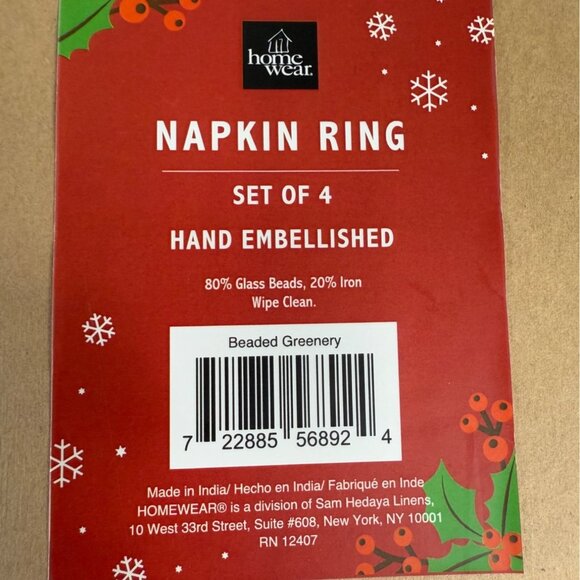 home
wear.
NAPKIN RING
SET OF 4
HAND EMBELLISHED
80% Glass Beads, 20% Iron
Wipe Clean.
Beaded Greenery
7 22885 56892 4
Made in India/ Hecho en India/ Fabriqué en Inde
HOMEWEAR® is a division of Sam Hedaya Linens,
10 West 33rd Street, Suite #608, New York, NY 10001
RN 12407